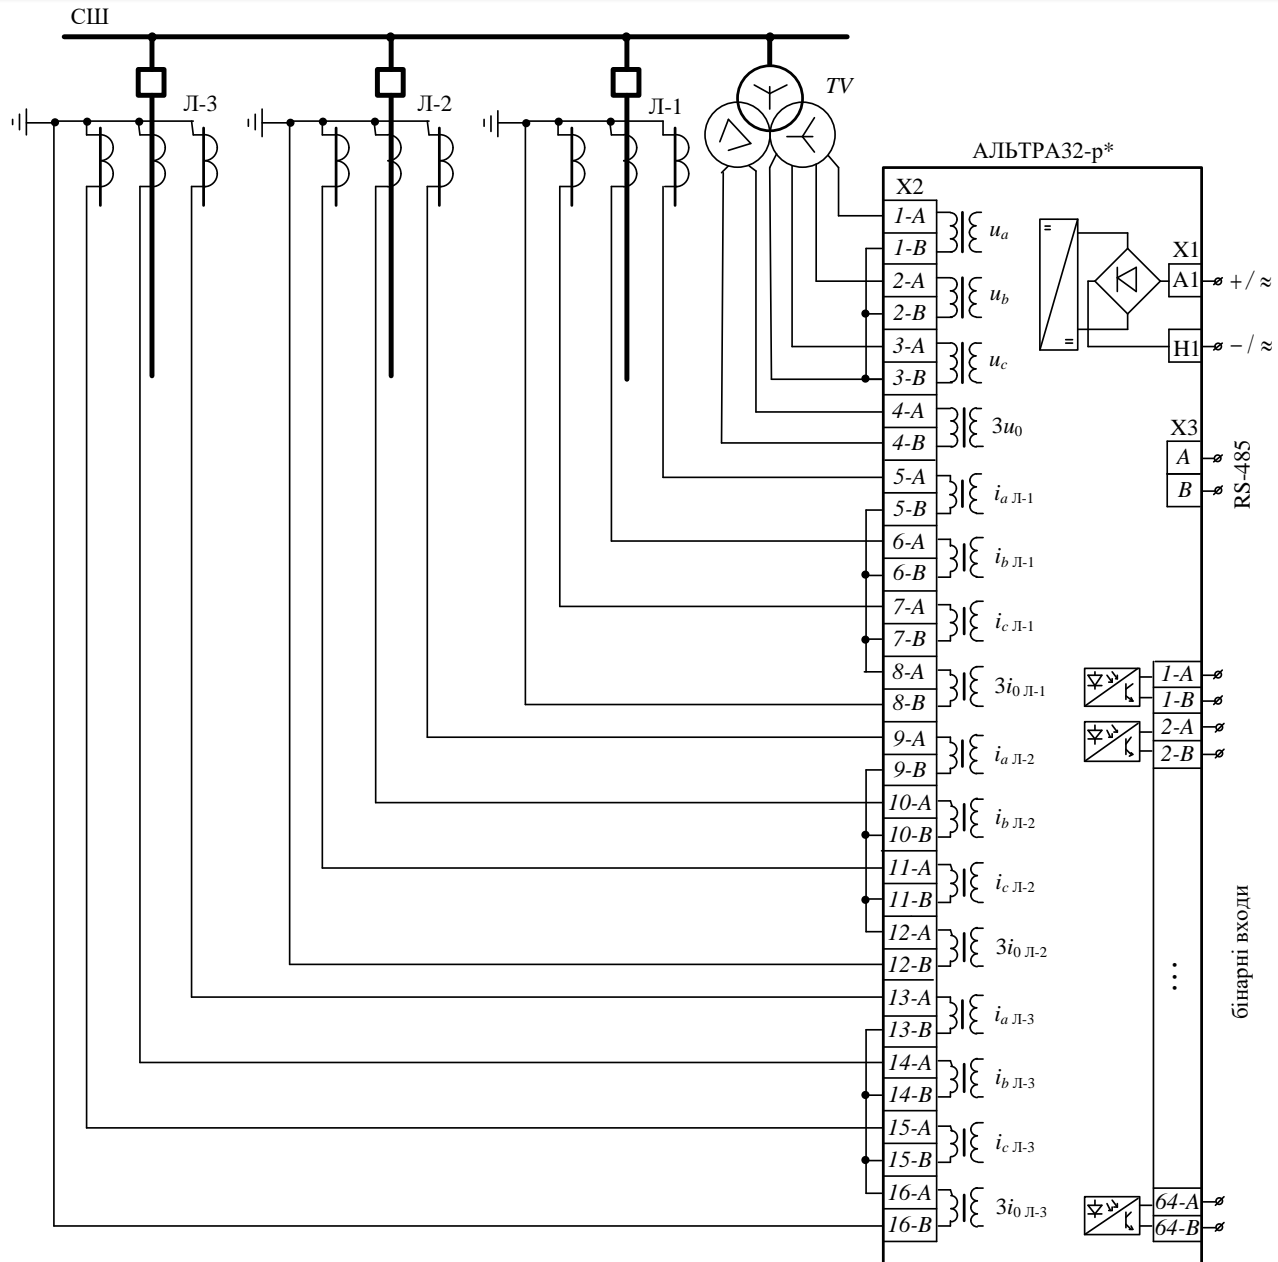 СШ
Л-3
Л-2
Л-1
TV
АЛЬТРА32-р*
X2
1-A
1-B
2-A
2-B
3-A
3-B
4-A
4-B
5-A
5-B
6-A
6-B
7-A
7-B
8-A
8-B
9-A
9-B
10-A
10-B
11-A
11-B
12-A
12-B
13-A
13-B
14-A
14-B
15-A
15-B
16-A
16-B
u_a
u_b
u_c
3u_0
i_a Л-1
i_b Л-1
i_c Л-1
3i_0 Л-1
i_a Л-2
i_b Л-2
i_c Л-2
3i_0 Л-2
i_a Л-3
i_b Л-3
i_c Л-3
3i_0 Л-3
=
=
X1
A1
+/ ≈
H1
− / ≈
X3
A
B
RS-485
1-A
1-B
2-A
2-B
...
64-A
64-B
бінарні входи